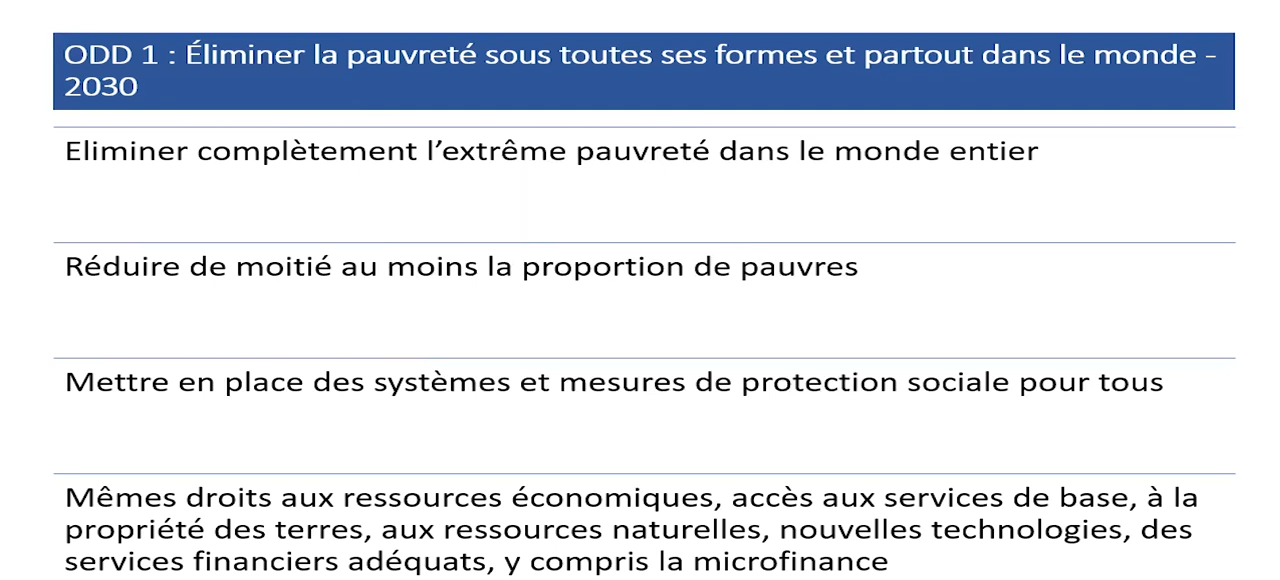 ODD 1 : Éliminer la pauvreté sous toutes ses formes et partout dans le monde -
2030
Eliminer complètement l’extrême pauvreté dans le monde entier
Réduire de moitié au moins la proportion de pauvres
Mettre en place des systèmes et mesures de protection sociale pour tous
Mêmes droits aux ressources économiques, accès aux services de base, à la
propriété des terres, aux ressources naturelles, nouvelles technologies, des
services financiers adéquats, y compris la microfinance